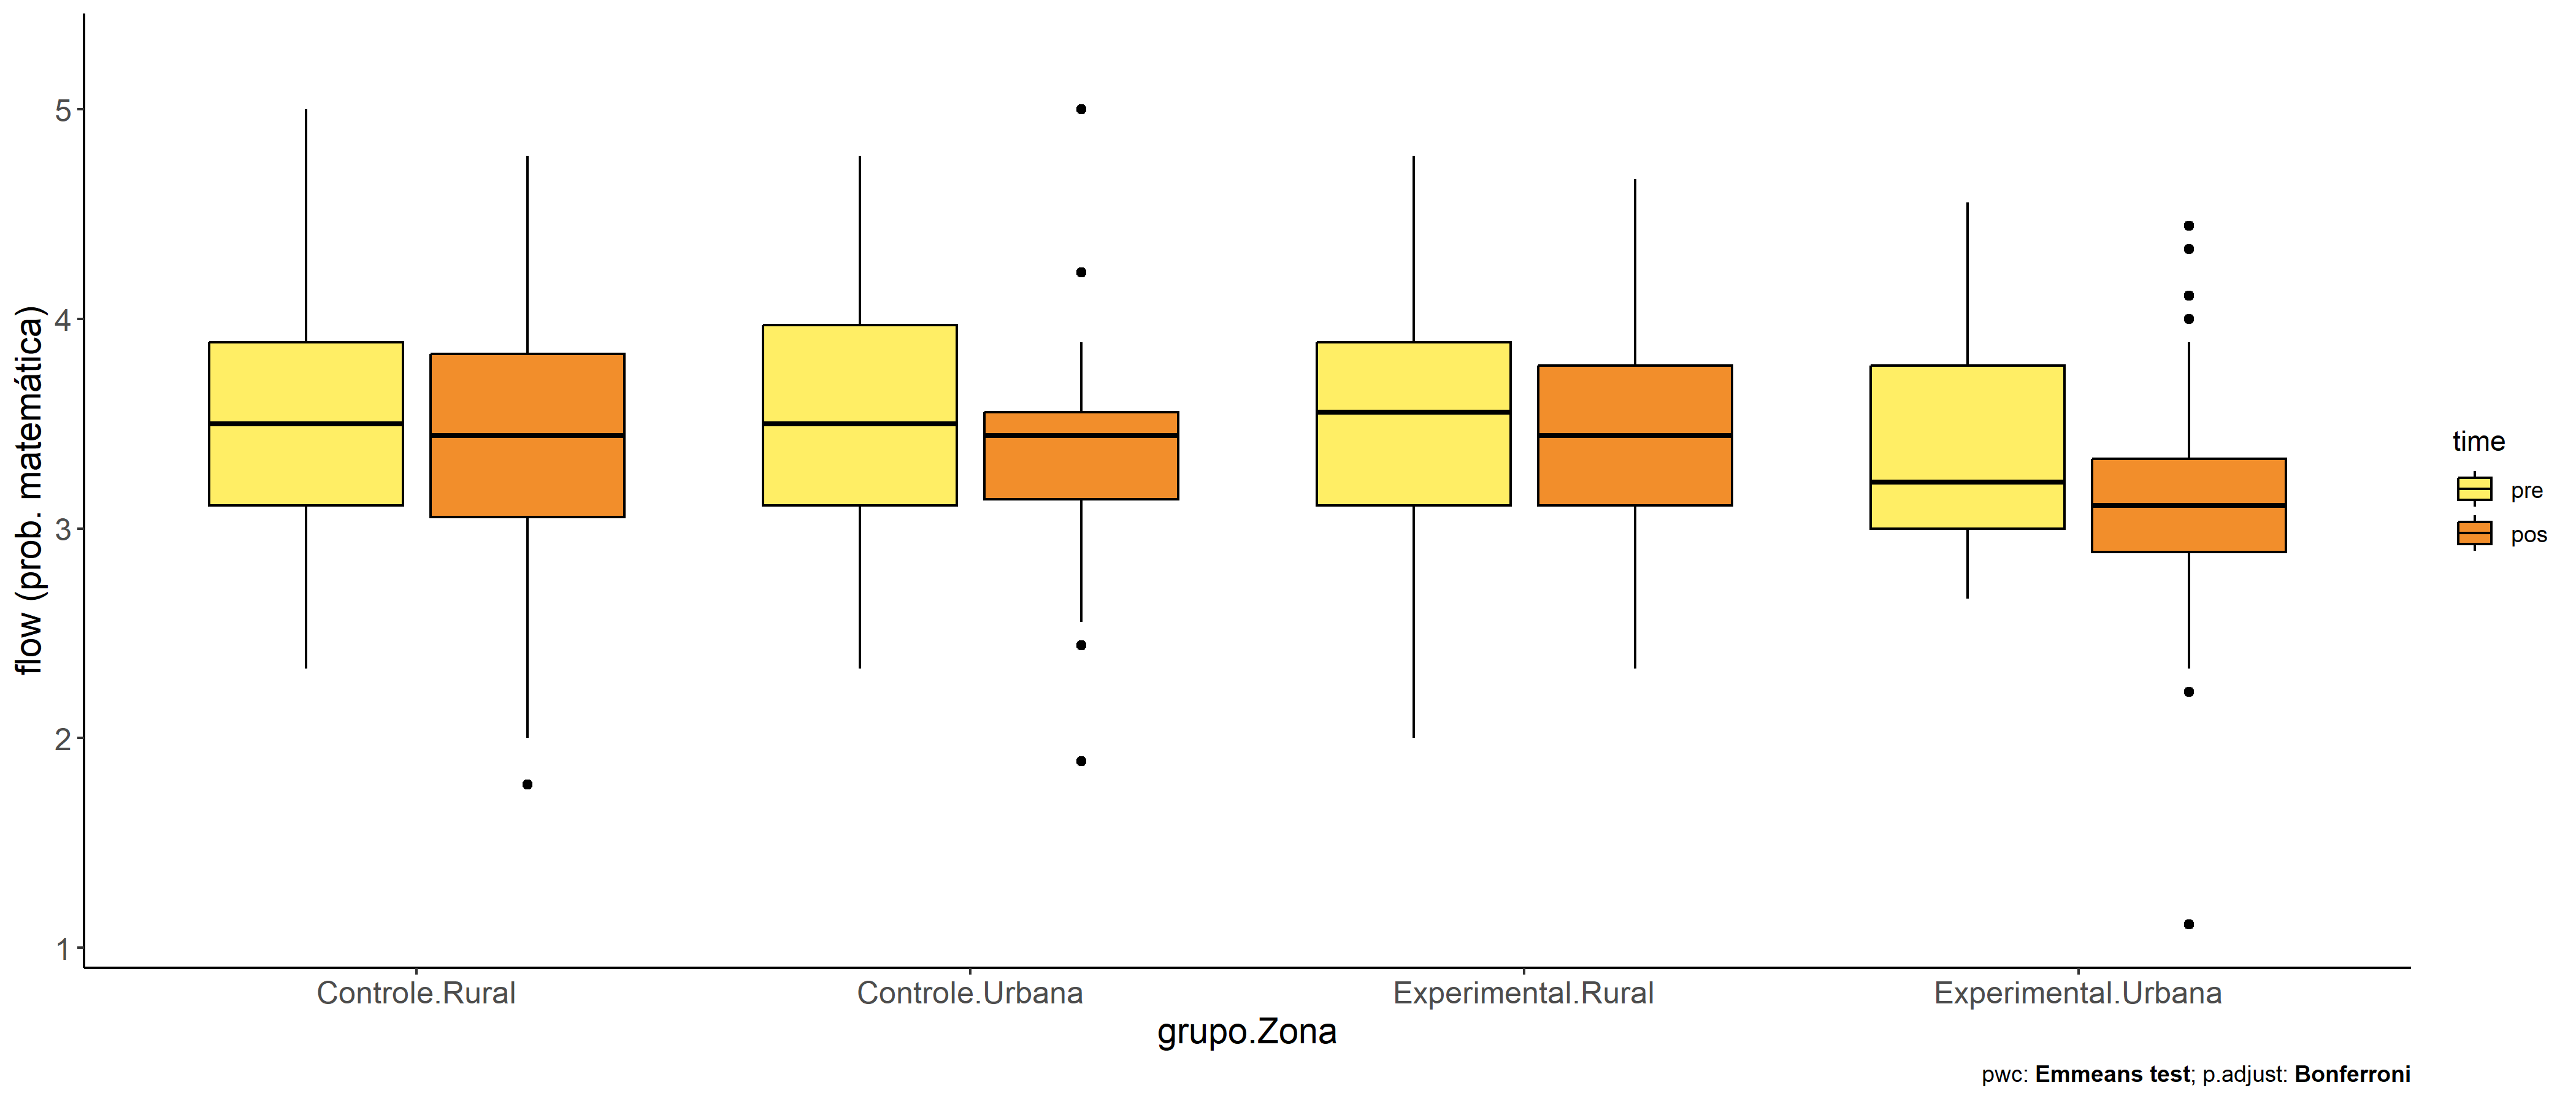 flow (prob. matemática)
5
4
3
2
1
Controle.Rural
Controle.Urbana
Experimental.Rural
Experimental.Urbana
grupo.Zona
time
pre
pos
pwc: Emmeans test; p.adjust: Bonferroni